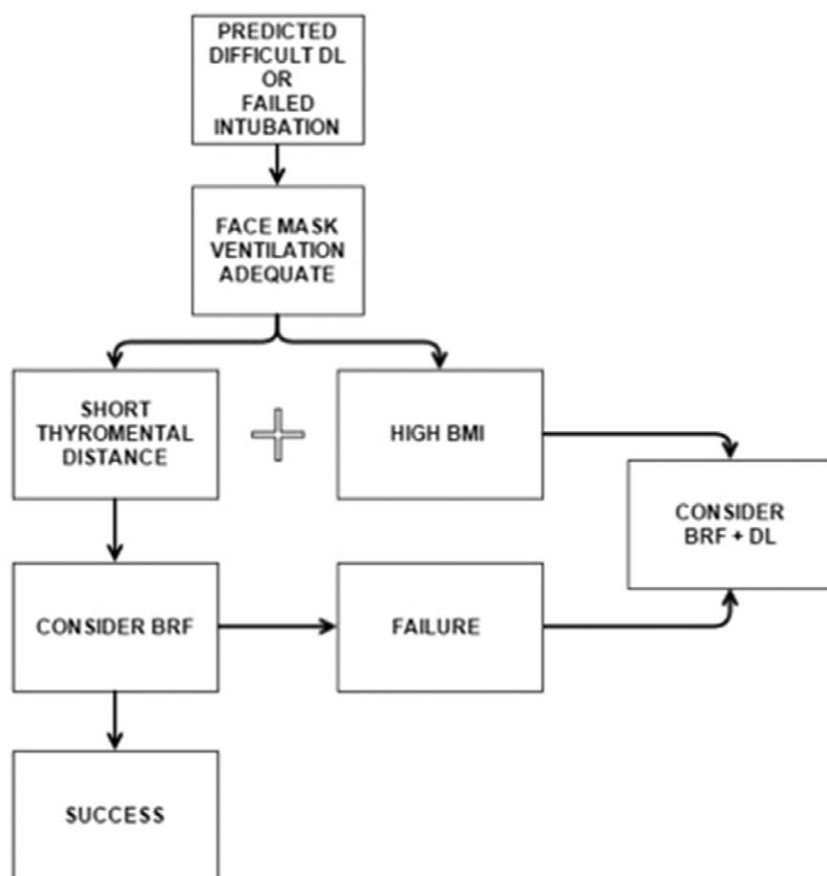 PREDICTED
DIFFICULT DL
OR
FAILED
INTUBATION
FACE MASK
VENTILATION
ADEQUATE
SHORT
THYROMENTAL
DISTANCE
HIGH BMI
CONSIDER
BRF + DL
CONSIDER BRF
FAILURE
SUCCESS